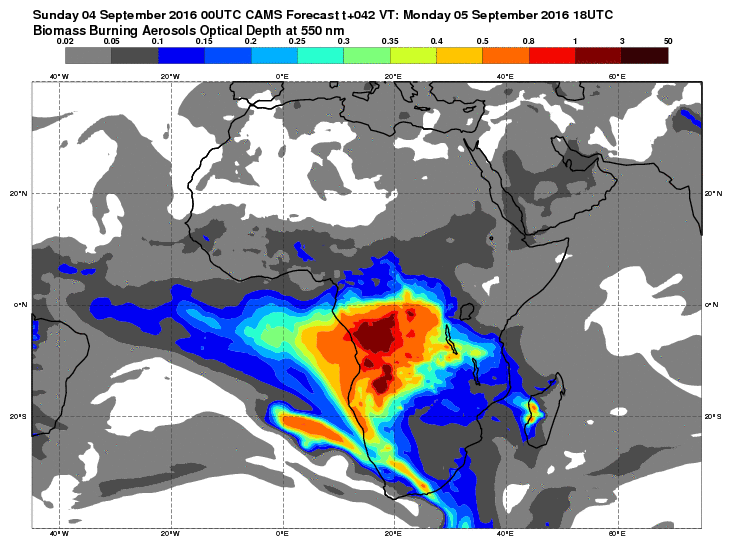 Sunday 04 September 2016 00UTC CAMS Forecast t+042 VT: Monday 05 September 2016 18UTC
Biomass Burning Aerosols Optical Depth at 550 nm
0.02 0.05 0.1 0.15 0.2 0.25 0.3 0.35 0.4 0.5 0.8 1 3 50
40°W 20°W 0°E 20°E 40°E 60°E
20°N 20°N
0°N 0°N
20°S 20°S
40°W 20°W 0°E 20°E 40°E 60°E